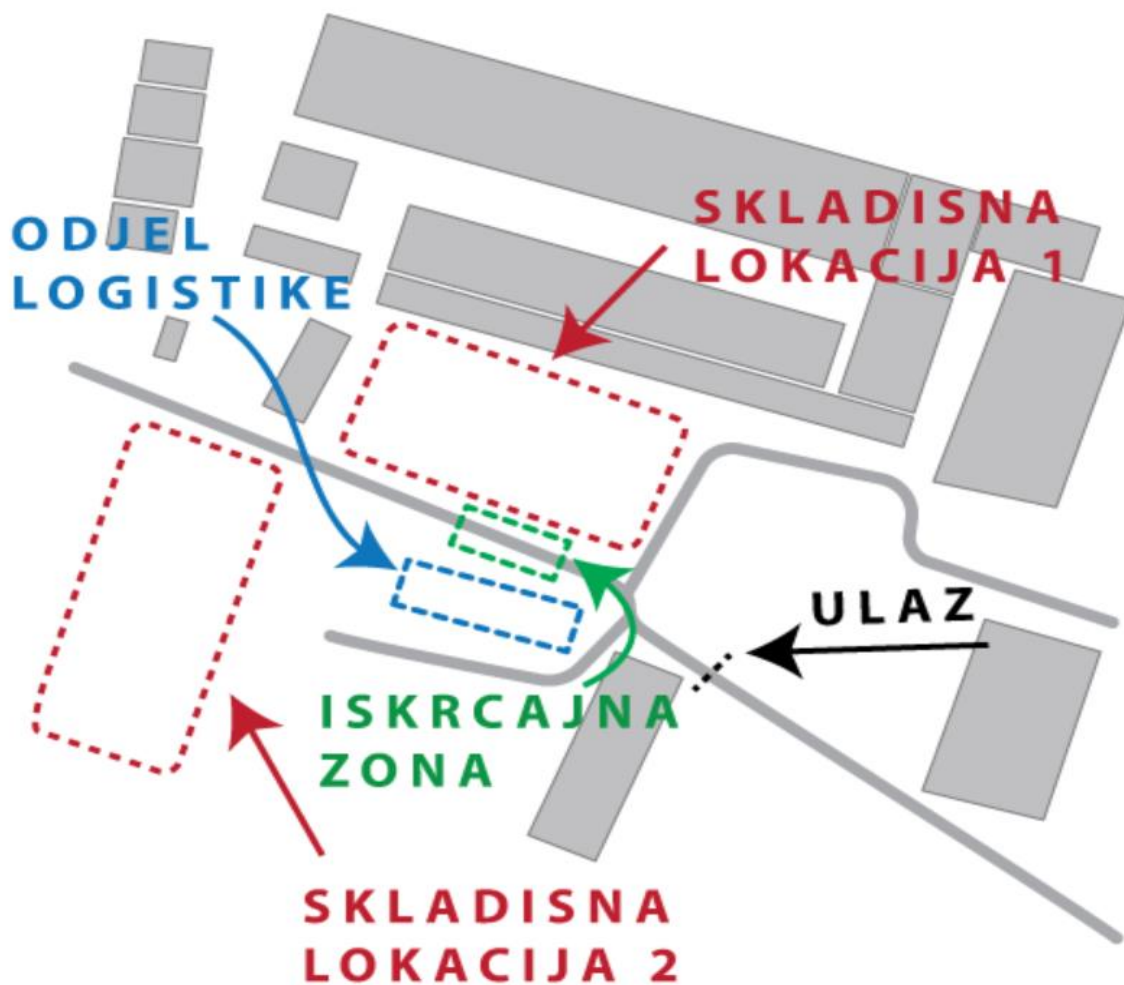 SKLADISNA
LOKACIJA 1
ODJEL
LOGISTIKE
ULAZ
ISKRCAJNA
ZONA
SKLADISNA
LOKACIJA 2